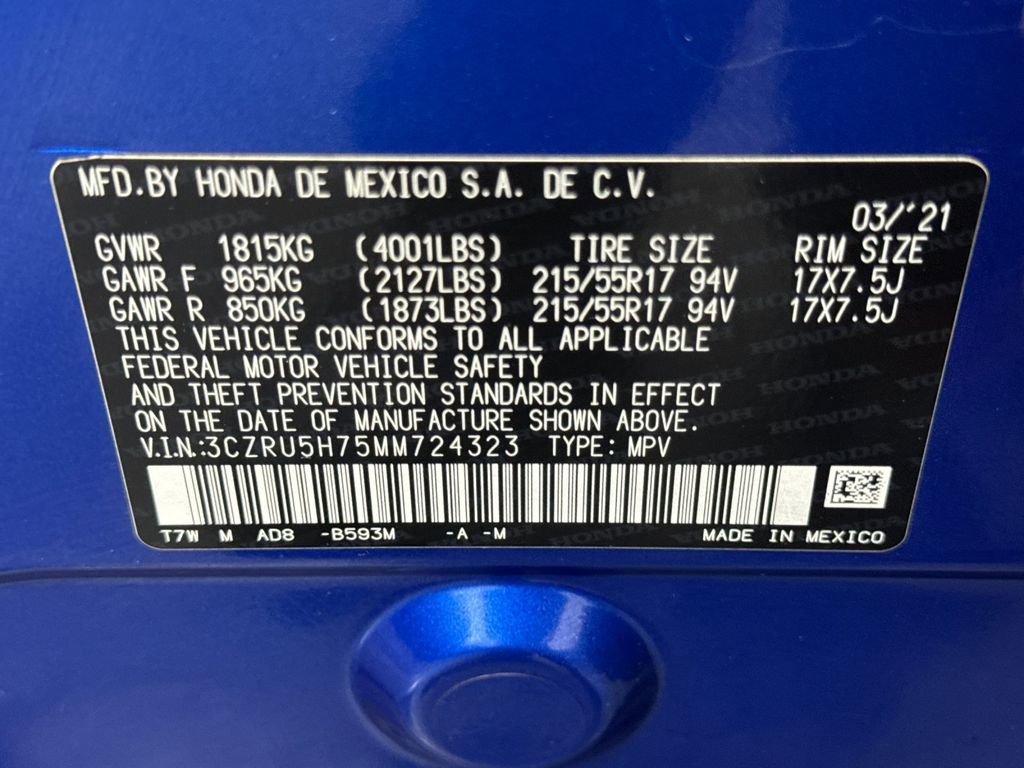 MFD.BY HONDA DE MEXICO S.A. DE C.V.
03/'21
GVWR 1815KG (4001LBS) TIRE SIZE RIM SIZE
GAWR F 965KG (2127LBS) 215/55R17 94V 17X7.5J
GAWR R 850KG (1873LBS) 215/55R17 94V 17X7.5J
THIS VEHICLE CONFORMS TO ALL APPLICABLE
FEDERAL MOTOR VEHICLE SAFETY
AND THEFT PREVENTION STANDARDS IN EFFECT
ON THE DATE OF MANUFACTURE SHOWN ABOVE.
V.I.N:3CZRU5H75MM724323 TYPE: MPV
T7W M AD8 -B593M -A -M MADE IN MEXICO